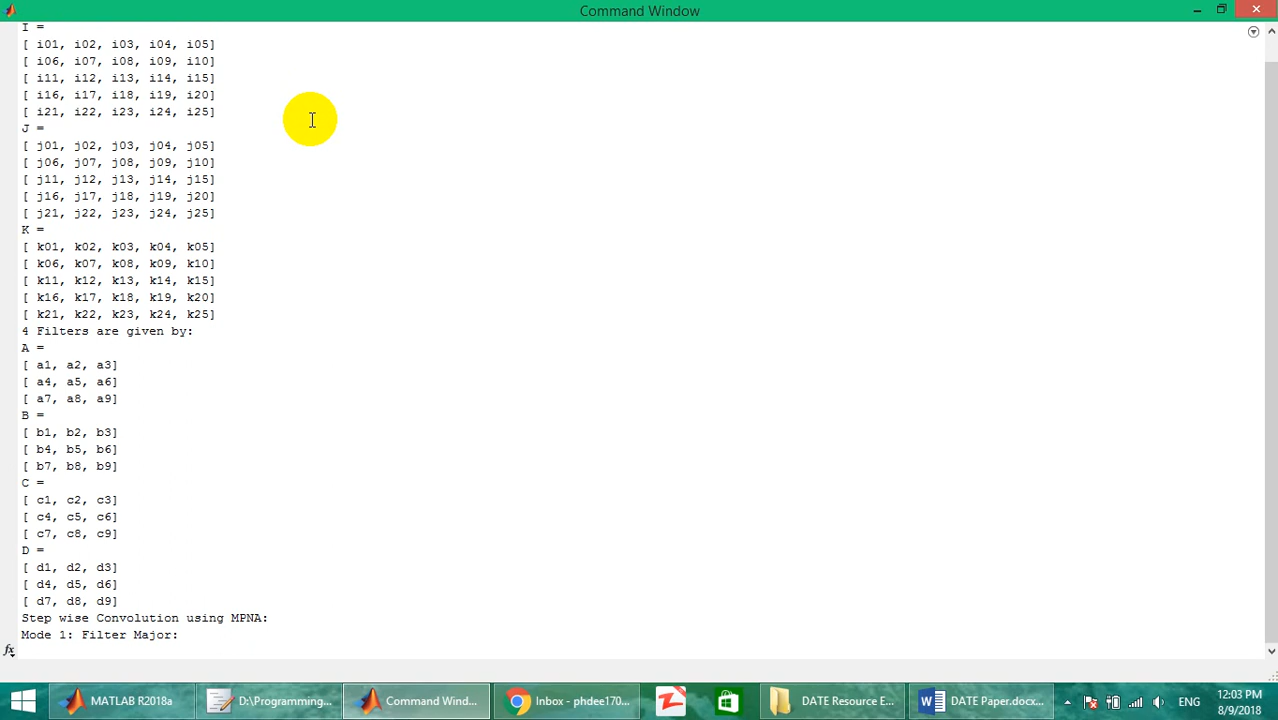 Command Window
I =
[ i01, i02, i03, i04, i05]
[ i06, i07, i08, i09, i10]
[ i11, i12, i13, i14, i15]
[ i16, i17, i18, i19, i20]
[ i21, i22, i23, i24, i25]
J =
[ j01, j02, j03, j04, j05]
[ j06, j07, j08, j09, j10]
[ j11, j12, j13, j14, j15]
[ j16, j17, j18, j19, j20]
[ j21, j22, j23, j24, j25]
K =
[ k01, k02, k03, k04, k05]
[ k06, k07, k08, k09, k10]
[ k11, k12, k13, k14, k15]
[ k16, k17, k18, k19, k20]
[ k21, k22, k23, k24, k25]
4 Filters are given by:
A =
[ a1, a2, a3]
[ a4, a5, a6]
[ a7, a8, a9]
B =
[ b1, b2, b3]
[ b4, b5, b6]
[ b7, b8, b9]
C =
[ c1, c2, c3]
[ c4, c5, c6]
[ c7, c8, c9]
D =
[ d1, d2, d3]
[ d4, d5, d6]
[ d7, d8, d9]
Step wise Convolution using MPNA:
Mode 1: Filter Major:
fx
MATLAB R2018a D:\Programming... Command Wind... Inbox - phdee170... DATE Resource E... DATE Paper.docx... ENG 12:03 PM
8/9/2018